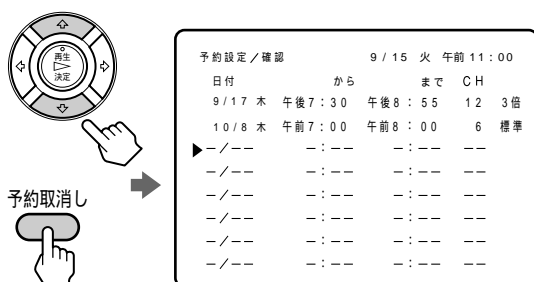 再生
決定
予約取消し
予約設定/確認 9/15 火 午前11:00
日付 から まで CH
9/17 木 午後7:30 午後8:55 12 3倍
10/8 木 午前7:00 午前8:00 6 標準
–/–– –:–– –:–– ––
–/–– –:–– –:–– ––
–/–– –:–– –:–– ––
–/–– –:–– –:–– ––
–/–– –:–– –:–– ––
–/–– –:–– –:–– ––